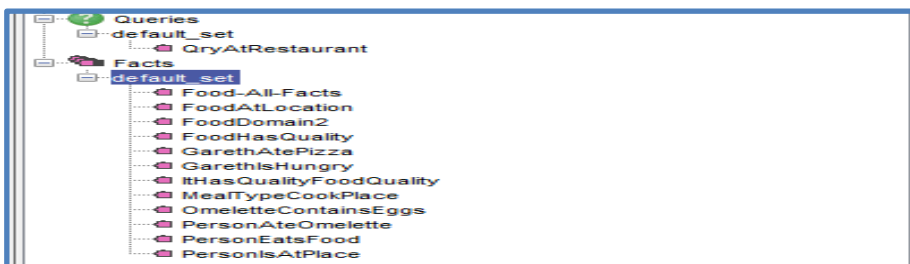 Queries
default_set
QryAtRestaurant
Facts
default_set
Food-All-Facts
FoodAtLocation
FoodDomain2
FoodHasQuality
GarethAtePizza
GarethIsHungry
ItHasQualityFoodQuality
MealTypeCookPlace
OmeletteContainsEggs
PersonAteOmelette
PersonEatsFood
PersonIsAtPlace